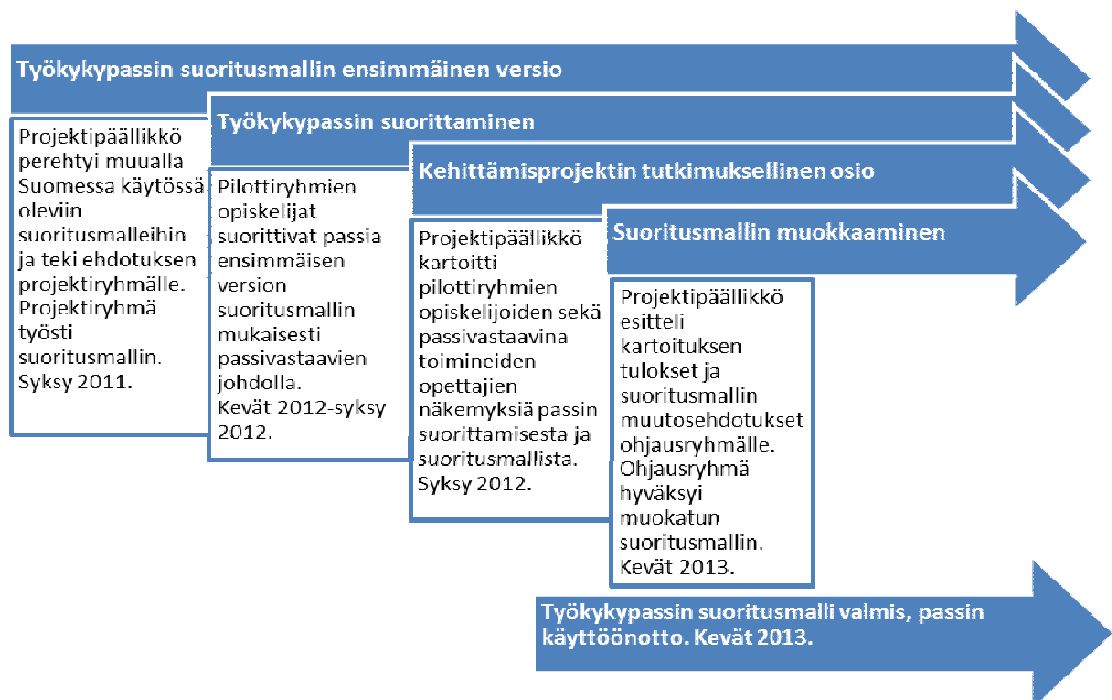 Työkykypassin suoritusmallin ensimmäinen versio
Projektipäällikkö
perehtyi muualla
Suomessa käytössä
oleviin
suoritusmalleihin
ja teki ehdotuksen
projektiryhmälle.
Projektiryhmä
työsti
suoritusmallin.
Syksy 2011.
Työkykypassin suorittaminen
Pilottiryhmien
opiskelijat
suorittivat passia
ensimmäisen
version
suoritusmallin
mukaisesti
passivastaavien
johdolla.
Kevät 2012-syksy
2012.
Kehittämisprojektin tutkimuksellinen osio
Projektipäällikkö
kartoitti
pilottiryhmien
opiskelijoiden sekä
passivastaavina
toimineiden
opettajien
näkemyksiä passin
suorittamisesta ja
suoritusmallista.
Syksy 2012.
Suoritusmallin muokkaaminen
Projektipäällikkö
esitteli
kartoituksen
tulokset ja
suoritusmallin
muutosehdotukset
ohjausryhmälle.
Ohjausryhmä
hyväksyi
muokatun
suoritusmallin.
Kevät 2013.
Työkykypassin suoritusmalli valmis, passin
käyttöönotto. Kevät 2013.